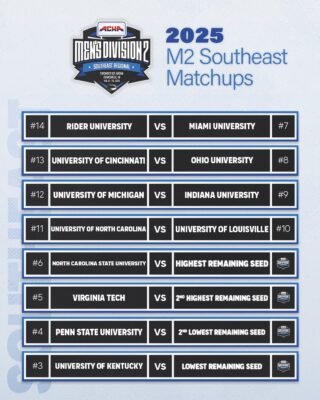 ACHA
MEN'S DIVISION 2
SOUTHEAST REGIONAL
2025
M2 Southeast
Matchups
#14 RIDER UNIVERSITY VS MIAMI UNIVERSITY #7
#13 UNIVERSITY OF CINCINNATI VS OHIO UNIVERSITY #8
#12 UNIVERSITY OF MICHIGAN VS INDIANA UNIVERSITY #9
#11 UNIVERSITY OF NORTH CAROLINA VS UNIVERSITY OF LOUISVILLE #10
#6 NORTH CAROLINA STATE UNIVERSITY VS HIGHEST REMAINING SEED
#5 VIRGINIA TECH VS 2ND HIGHEST REMAINING SEED
#4 PENN STATE UNIVERSITY VS 2ND LOWEST REMAINING SEED
#3 UNIVERSITY OF KENTUCKY VS LOWEST REMAINING SEED